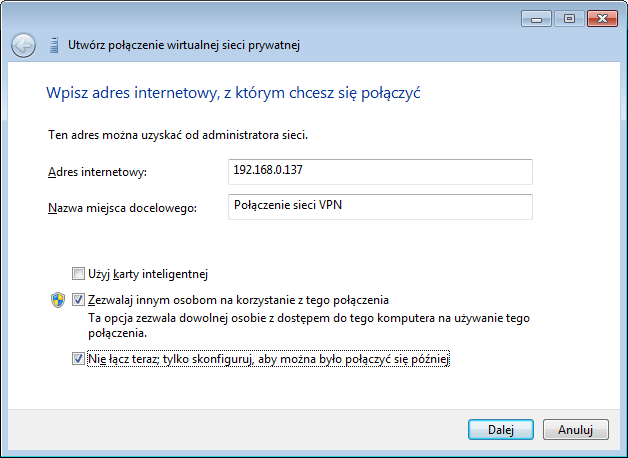 Utwórz połączenie wirtualnej sieci prywatnej
Wpisz adres internetowy, z którym chcesz się połączyć
Ten adres można uzyskać od administratora sieci.
Adres internetowy: 192.168.0.137
Nazwa miejsca docelowego: Połączenie sieci VPN
Użyj karty inteligentnej
Zezwalaj innym osobom na korzystanie z tego połączenia
Ta opcja zezwala dowolnej osobie z dostępem do tego komputera na używanie tego
połączenia.
Nie łącz teraz; tylko skonfiguruj, aby można było połączyć się później
Dalej Anuluj